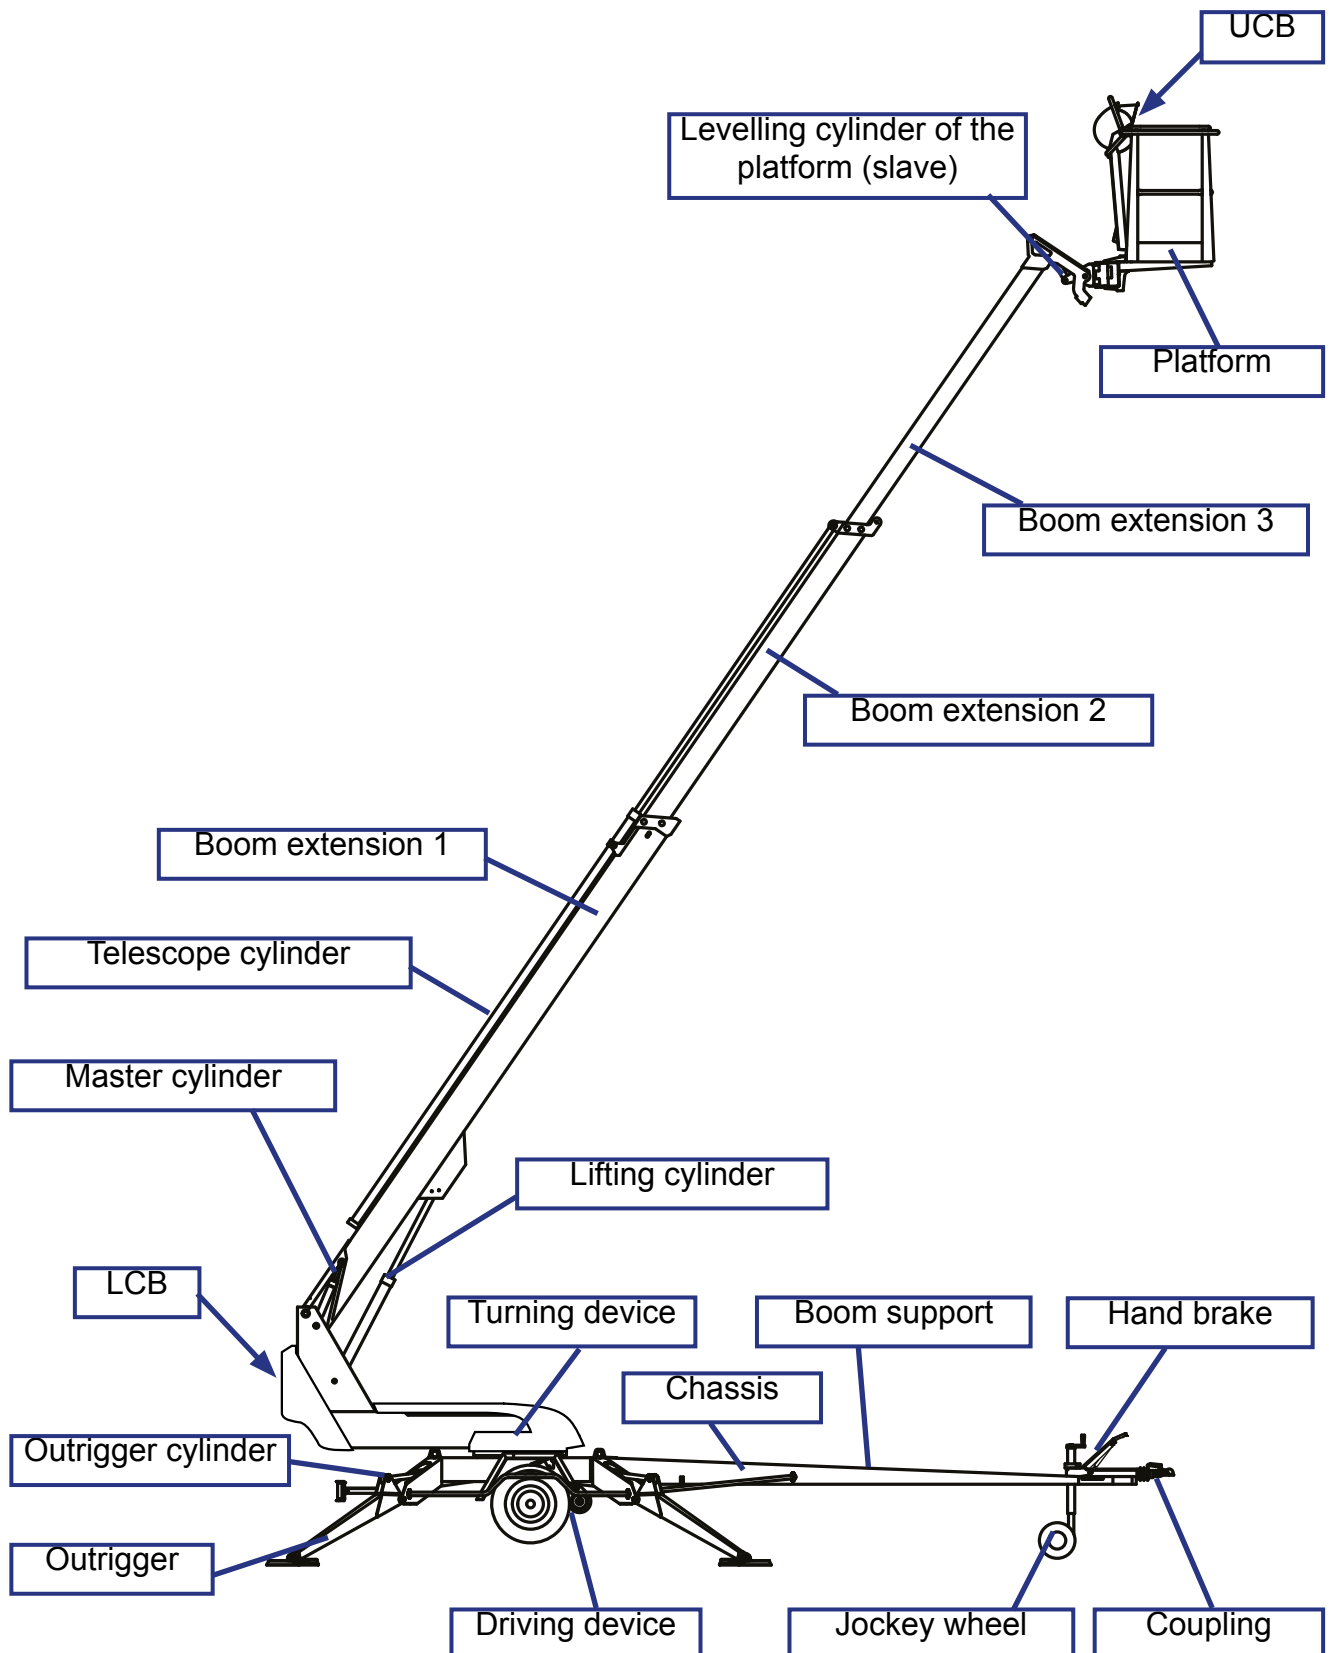 UCB
Levelling cylinder of the
platform (slave)
Platform
Boom extension 3
Boom extension 2
Boom extension 1
Telescope cylinder
Master cylinder
Lifting cylinder
LCB
Turning device
Boom support
Hand brake
Chassis
Outrigger cylinder
Outrigger
Driving device
Jockey wheel
Coupling